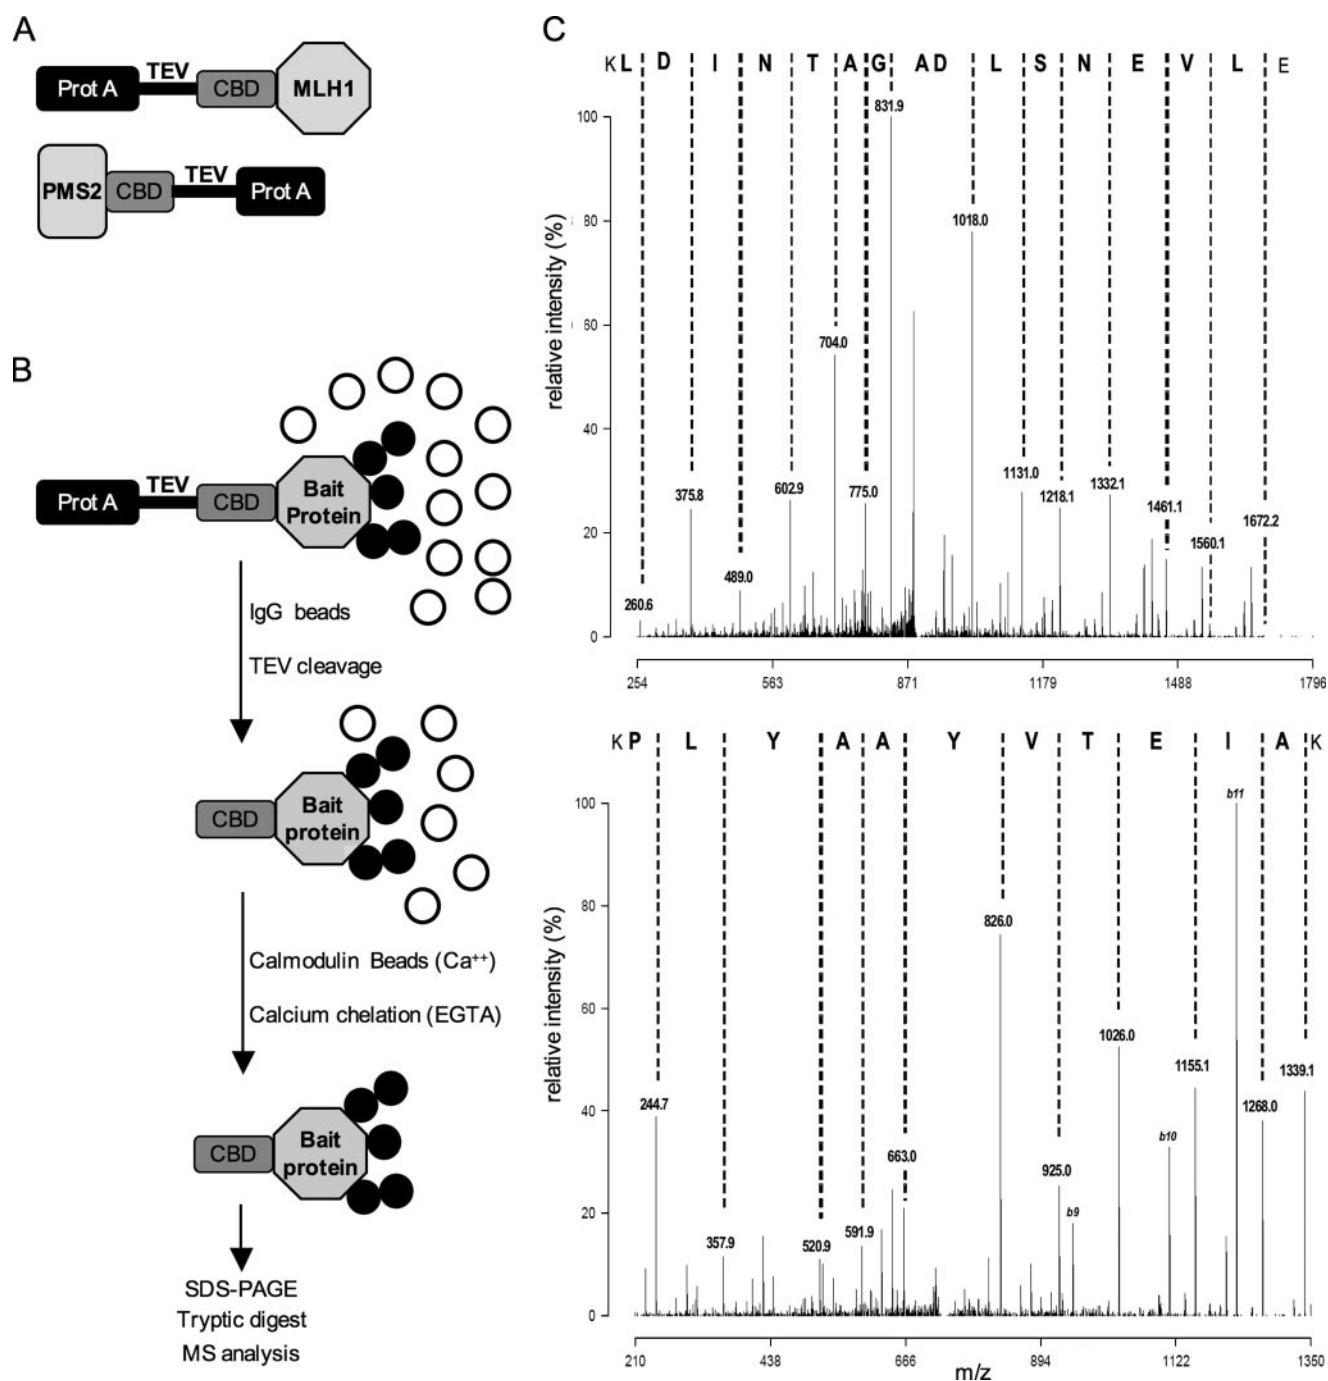 A
Prot A TEV CBD MLH1
PMS2 CBD TEV Prot A
B
Prot A TEV CBD Bait Protein
IgG beads
TEV cleavage
CBD Bait protein
Calmodulin Beads (Ca++)
Calcium chelation (EGTA)
CBD Bait protein
SDS-PAGE
Tryptic digest
MS analysis
C
K L D I N T A G A D L S N E V L E
relative intensity (%)
100
80
60
40
20
0
260.6
375.8
489.0
602.9
704.0
775.0
831.9
1018.0
1131.0
1218.1
1332.1
1461.1
1560.1
1672.2
254 563 871 1179 1488 1796
K P L Y A A Y V T E I A K
relative intensity (%)
100
80
60
40
20
0
244.7
357.9
520.9
591.9
663.0
826.0
925.0
b9
1026.0
b10
1155.1
b11
1268.0
1339.1
210 438 666 894 1122 1350
m/z